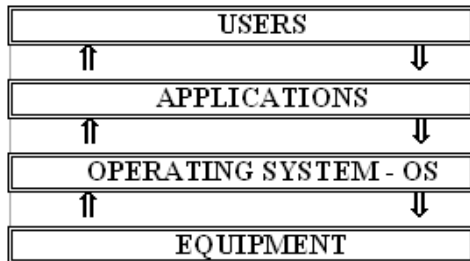 USERS
APPLICATIONS
OPERATING SYSTEM - OS
EQUIPMENT